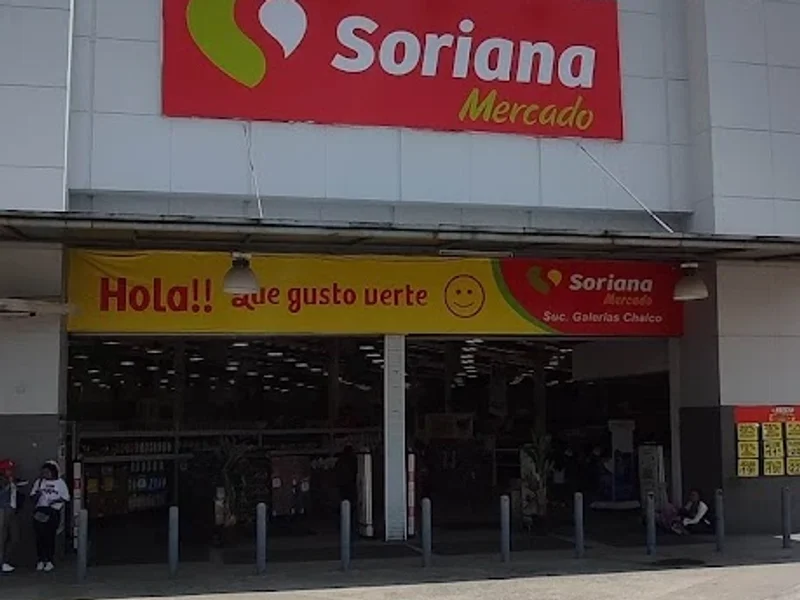 Soriana
Mercado
Hola!! Que gusto verte
Soriana
Mercado
Suc. Galerías Chalco